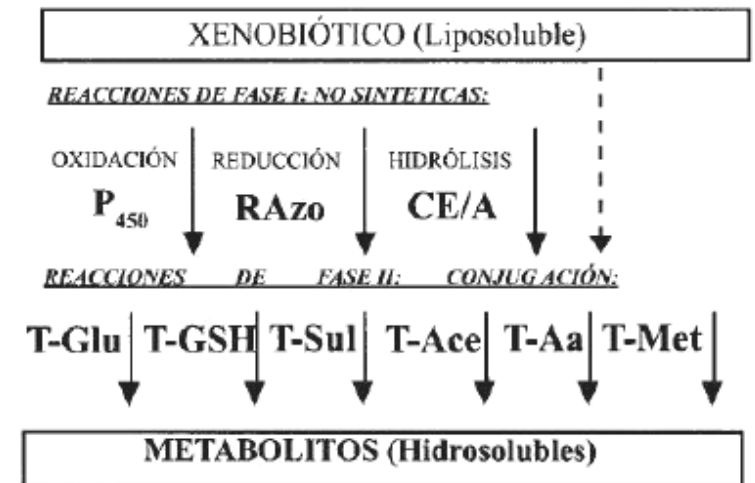 XENOBIÓTICO (Liposoluble)
REACCIONES DE FASE I: NO SINTETICAS:
OXIDACIÓN REDUCCIÓN HIDRÓLISIS
P450 RAzo CE/A
REACCIONES DE FASE II: CONJUGACIÓN:
T-Glu T-GSH T-Sul T-Ace T-Aa T-Met
METABOLITOS (Hidrosolubles)